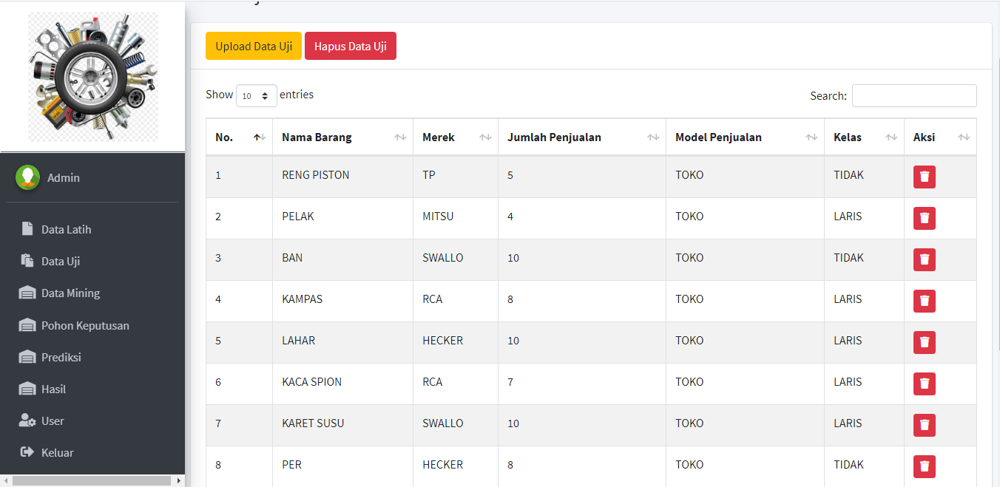 Upload Data Uji Hapus Data Uji
Show 10 entries Search:
No. Nama Barang Merek Jumlah Penjualan Model Penjualan Kelas Aksi
1 RENG PISTON TP 5 TOKO TIDAK
2 PELAK MITSU 4 TOKO LARIS
3 BAN SWALLO 10 TOKO TIDAK
4 KAMPAS RCA 8 TOKO LARIS
5 LAHAR HECKER 10 TOKO LARIS
6 KACA SPION RCA 7 TOKO LARIS
7 KARET SUSU SWALLO 10 TOKO LARIS
8 PER HECKER 8 TOKO TIDAK
Admin
Data Latih
Data Uji
Data Mining
Pohon Keputusan
Prediksi
Hasil
User
Keluar